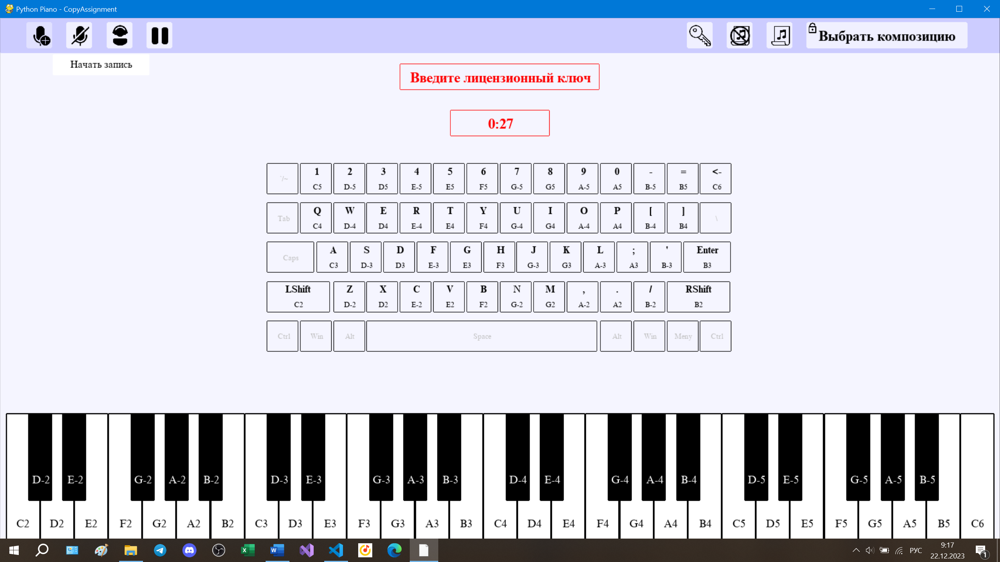 Python Piano - CopyAssignment
Выбрать композицию
Начать запись
Введите лицензионный ключ
0:27
`/~ 1 2 3 4 5 6 7 8 9 0 - = <-
C5 D-5 D5 E-5 E5 F5 G-5 G5 A-5 A5 B-5 B5 C6
Tab Q W E R T Y U I O P [ ] \
C4 D-4 D4 E-4 E4 F4 G-4 G4 A-4 A4 B-4 B4
Caps A S D F G H J K L ; ' Enter
C3 D-3 D3 E-3 E3 F3 G-3 G3 A-3 A3 B-3 B3
LShift Z X C V B N M , . / RShift
C2 D-2 D2 E-2 E2 F2 G-2 G2 A-2 A2 B-2 B2
Ctrl Win Alt Space Alt Win Meny Ctrl
D-2 E-2 G-2 A-2 B-2 D-3 E-3 G-3 A-3 B-3 D-4 E-4 G-4 A-4 B-4 D-5 E-5 G-5 A-5 B-5
C2 D2 E2 F2 G2 A2 B2 C3 D3 E3 F3 G3 A3 B3 C4 D4 E4 F4 G4 A4 B4 C5 D5 E5 F5 G5 A5 B5 C6
РУС
9:17
22.12.2023
1